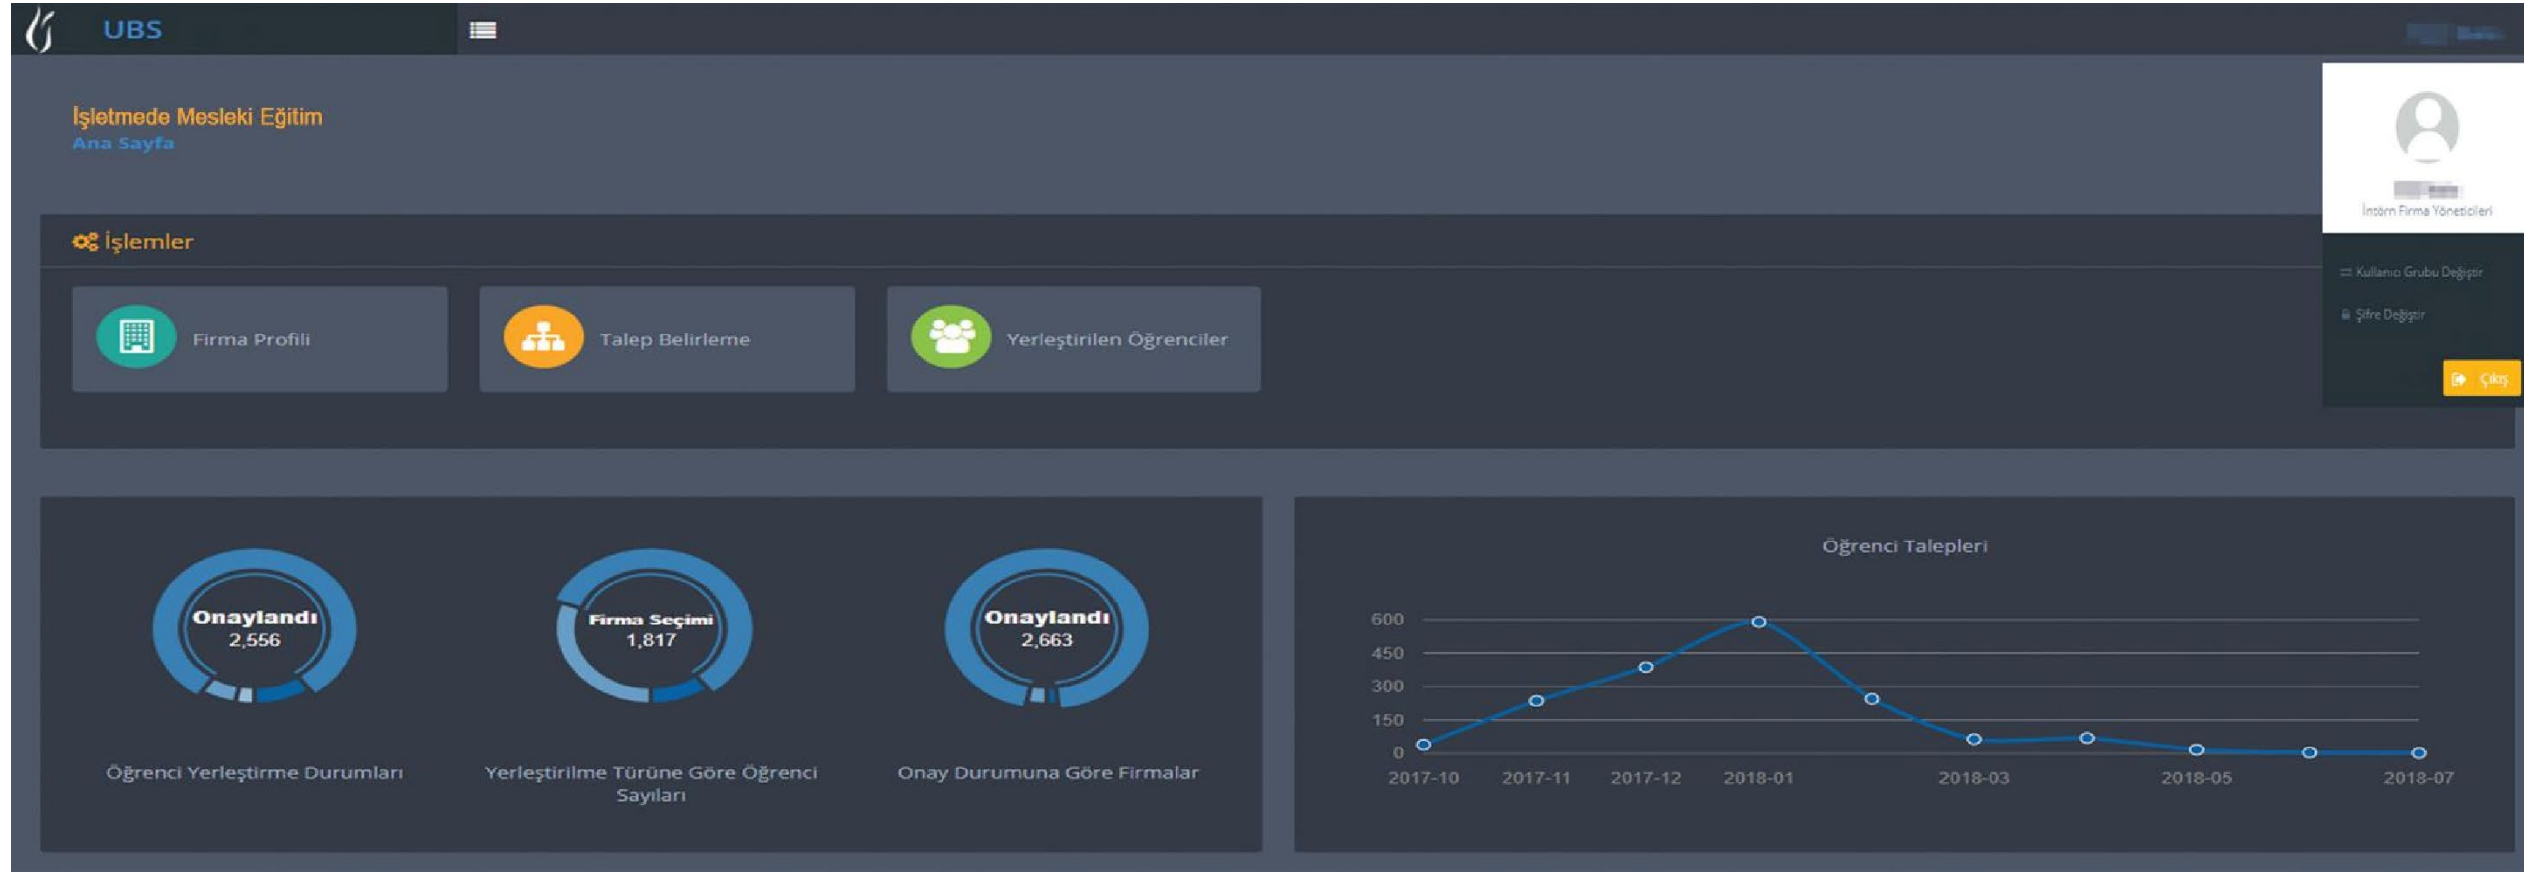 UBS
İşletmede Mesleki Eğitim
Ana Sayfa
İntörn Firma Yöneticileri
Kullanıcı Grubu Değiştir
Şifre Değiştir
Çıkış
İşlemler
Firma Profili
Talep Belirleme
Yerleştirilen Öğrenciler
Onaylandı
2,556
Öğrenci Yerleştirme Durumları
Firma Seçimi
1,817
Yerleştirilme Türüne Göre Öğrenci
Sayıları
Onaylandı
2,663
Onay Durumuna Göre Firmalar
Öğrenci Talepleri
600
450
300
150
0
2017-10 2017-11 2017-12 2018-01 2018-03 2018-05 2018-07